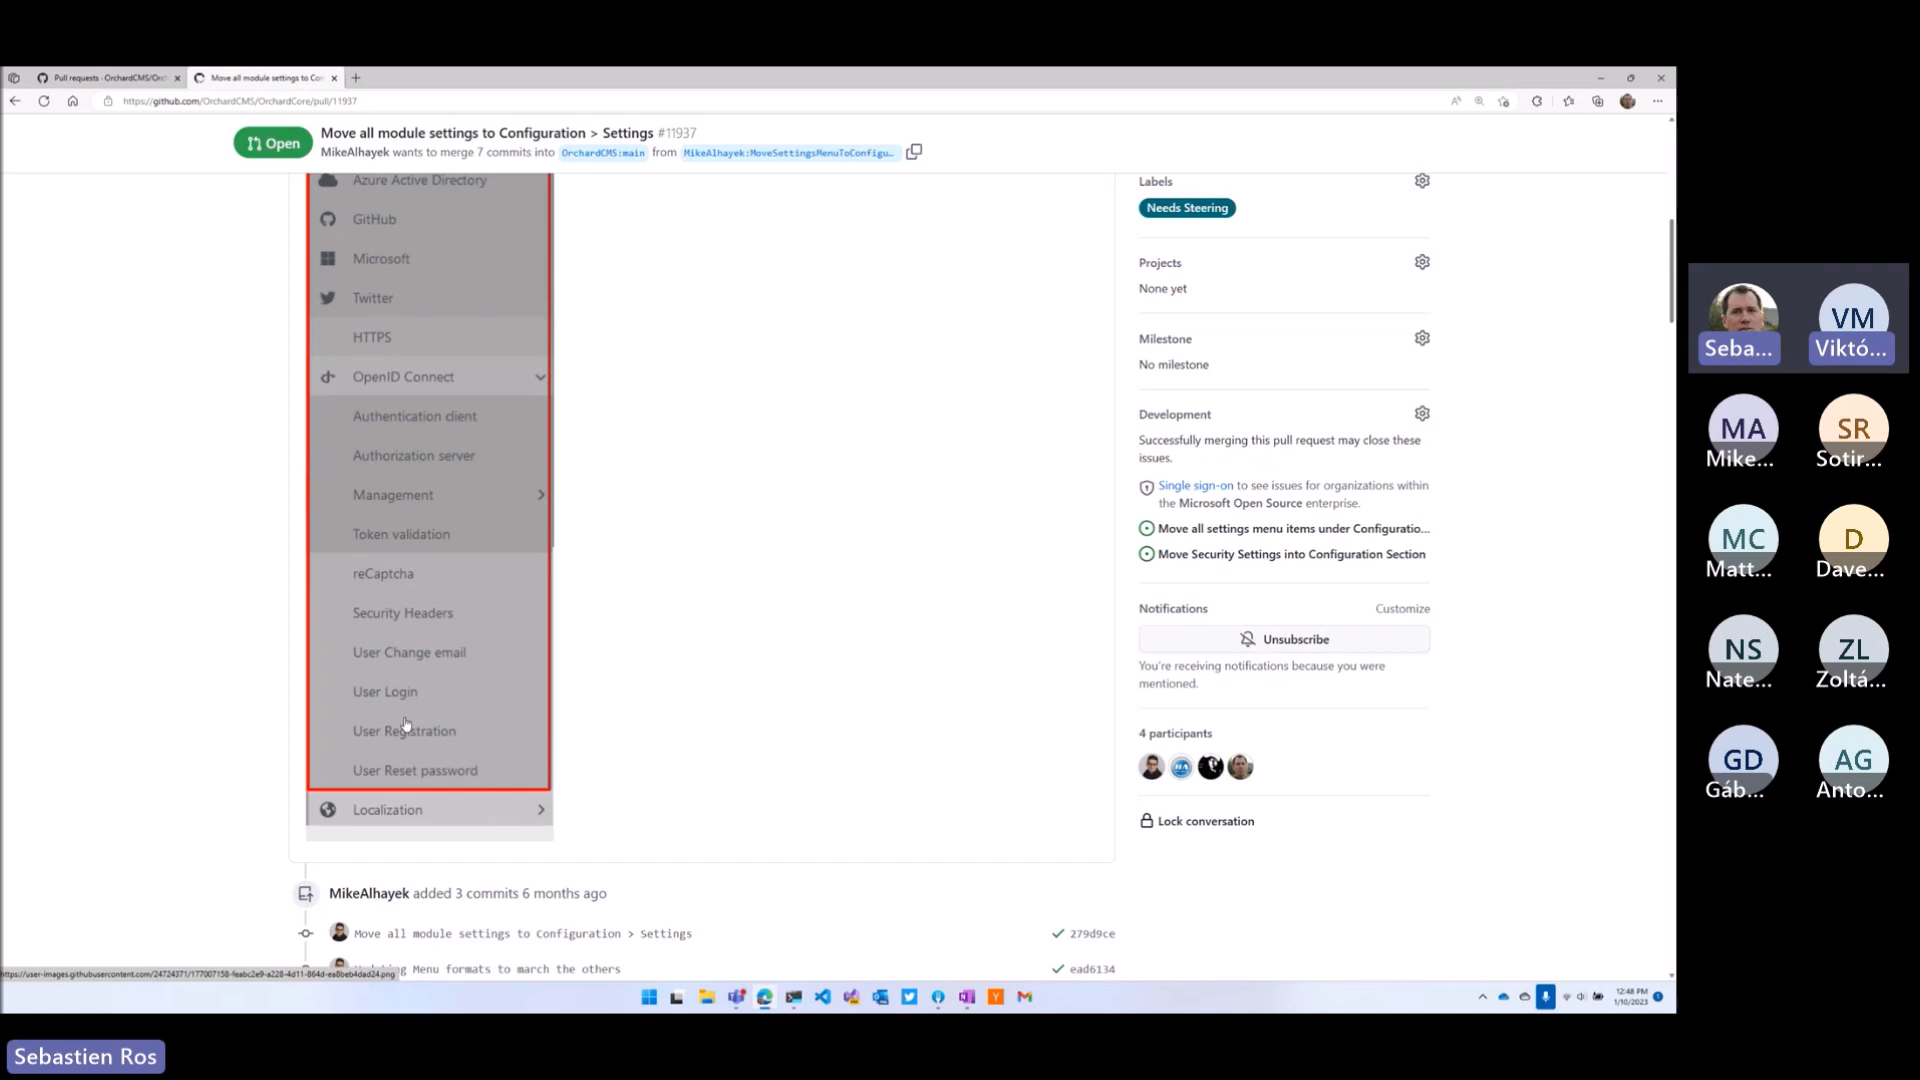 Pull requests · OrchardCMS/Orch
Move all module settings to Con
https://github.com/OrchardCMS/OrchardCore/pull/11937
Open
Move all module settings to Configuration > Settings #11937
MikeAlhayek wants to merge 7 commits into OrchardCMS:main from MikeAlhayek:MoveSettingsMenuToConfigu…
Azure Active Directory
GitHub
Microsoft
Twitter
HTTPS
OpenID Connect
Authentication client
Authorization server
Management
Token validation
reCaptcha
Security Headers
User Change email
User Login
User Registration
User Reset password
Localization
MikeAlhayek added 3 commits 6 months ago
Move all module settings to Configuration > Settings
279d9ce
Menu formats to march the others
ead6134
Labels
Needs Steering
Projects
None yet
Milestone
No milestone
Development
Successfully merging this pull request may close these
issues.
Single sign-on to see issues for organizations within
the Microsoft Open Source enterprise.
Move all settings menu items under Configuratio...
Move Security Settings into Configuration Section
Notifications
Customize
Unsubscribe
You're receiving notifications because you were
mentioned.
4 participants
Lock conversation
12:48 PM
1/10/2023
Seba...
VM
Viktó...
MA
Mike...
SR
Sotir...
MC
Matt...
D
Dave...
NS
Nate...
ZL
Zoltá...
GD
Gáb...
AG
Anto...
Sebastien Ros